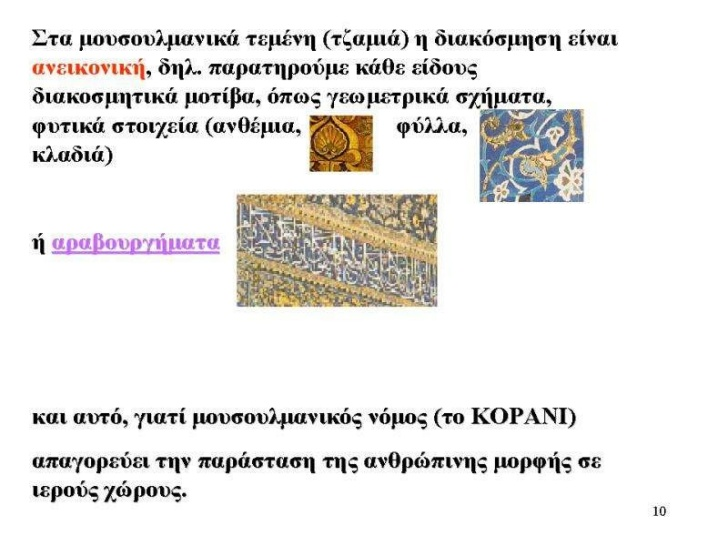 Στα μουσουλμανικά τεμένη (τζαμιά) η διακόσμηση είναι
ανεικονική, δηλ. παρατηρούμε κάθε είδους
διακοσμητικά μοτίβα, όπως γεωμετρικά σχήματα,
φυτικά στοιχεία (ανθέμια, φύλλα,
κλαδιά)
ή αραβουργήματα
και αυτό, γιατί μουσουλμανικός νόμος (το ΚΟΡΑΝΙ)
απαγορεύει την παράσταση της ανθρώπινης μορφής σε
ιερούς χώρους.
10